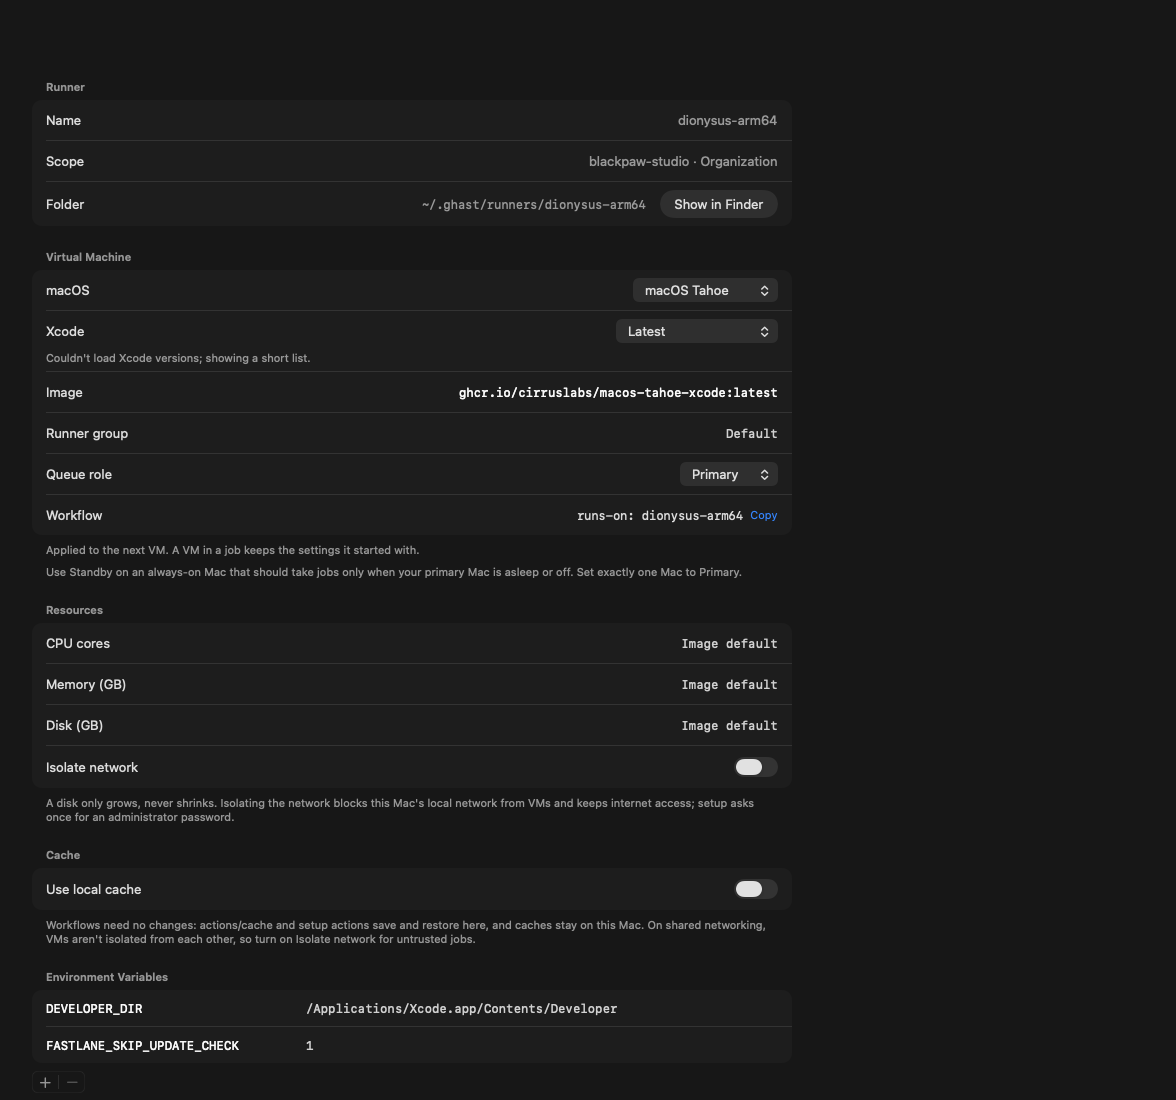 Runner
Name dionysus-arm64
Scope blackpaw-studio · Organization
Folder ~/.ghast/runners/dionysus-arm64 Show in Finder
Virtual Machine
macOS macOS Tahoe
Xcode Latest
Couldn't load Xcode versions; showing a short list.
Image ghcr.io/cirruslabs/macos-tahoe-xcode:latest
Runner group Default
Queue role Primary
Workflow runs-on: dionysus-arm64 Copy
Applied to the next VM. A VM in a job keeps the settings it started with.
Use Standby on an always-on Mac that should take jobs only when your primary Mac is asleep or off. Set exactly one Mac to Primary.
Resources
CPU cores Image default
Memory (GB) Image default
Disk (GB) Image default
Isolate network
A disk only grows, never shrinks. Isolating the network blocks this Mac's local network from VMs and keeps internet access; setup asks
once for an administrator password.
Cache
Use local cache
Workflows need no changes: actions/cache and setup actions save and restore here, and caches stay on this Mac. On shared networking,
VMs aren't isolated from each other, so turn on Isolate network for untrusted jobs.
Environment Variables
DEVELOPER_DIR /Applications/Xcode.app/Contents/Developer
FASTLANE_SKIP_UPDATE_CHECK 1